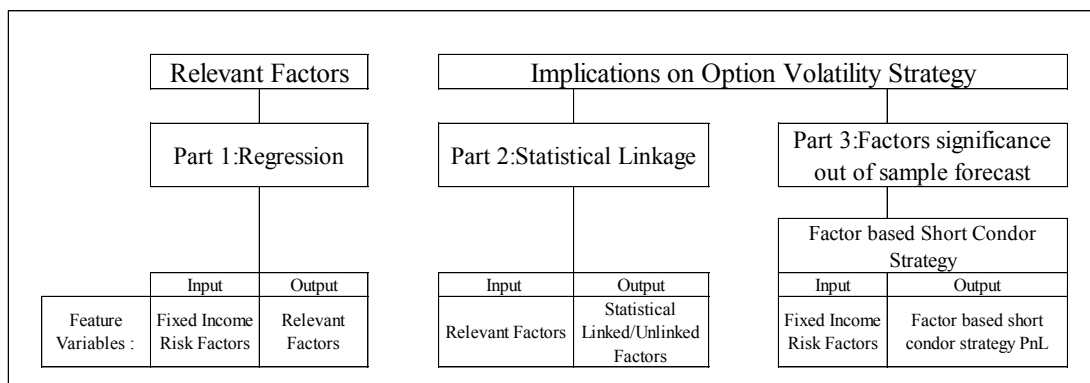 Relevant Factors
Implications on Option Volatility Strategy
Part 1:Regression
Part 2:Statistical Linkage
Part 3:Factors significance
out of sample forecast
Factor based Short Condor
Strategy
Input
Output
Input
Output
Input
Output
Feature
Variables :
Fixed Income
Risk Factors
Relevant
Factors
Relevant Factors
Statistical
Linked/Unlinked
Factors
Fixed Income
Risk Factors
Factor based short
condor strategy PnL